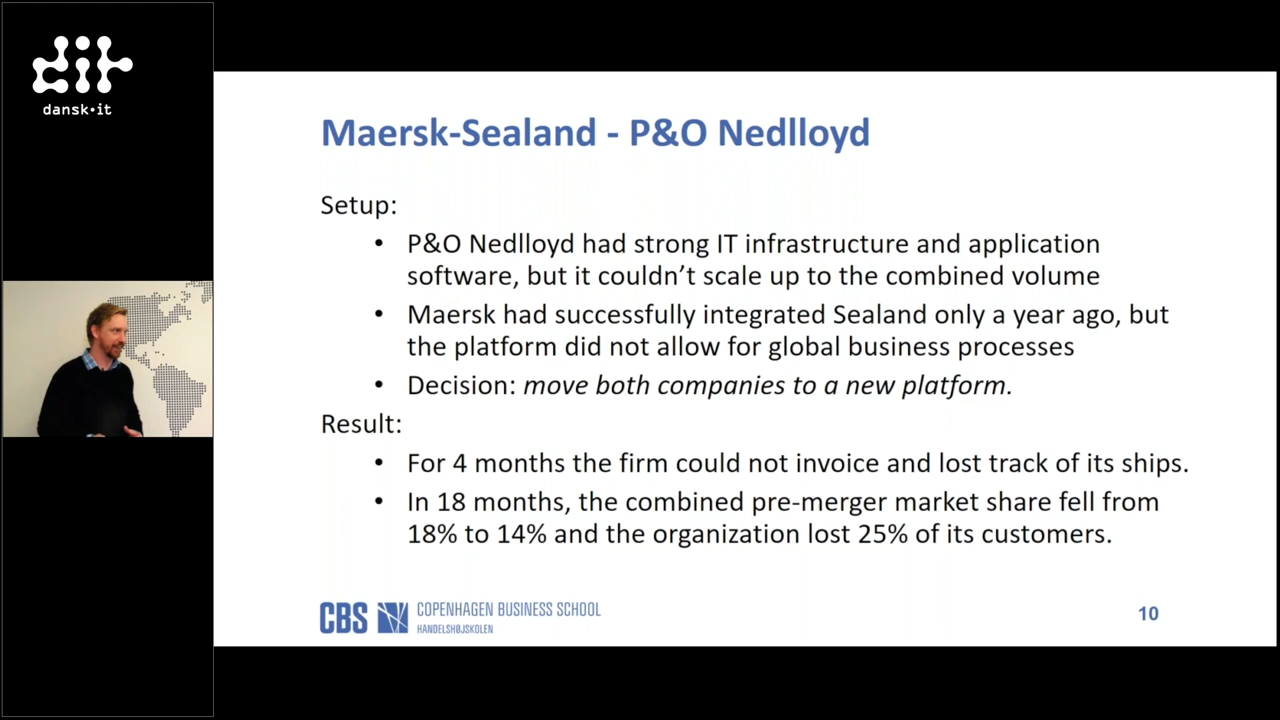 dit
dansk·it
Maersk-Sealand - P&O Nedlloyd
Setup:
• P&O Nedlloyd had strong IT infrastructure and application
software, but it couldn’t scale up to the combined volume
• Maersk had successfully integrated Sealand only a year ago, but
the platform did not allow for global business processes
• Decision: move both companies to a new platform.
Result:
• For 4 months the firm could not invoice and lost track of its ships.
• In 18 months, the combined pre-merger market share fell from
18% to 14% and the organization lost 25% of its customers.
CBS COPENHAGEN BUSINESS SCHOOL
HANDELSHØJSKOLEN
10